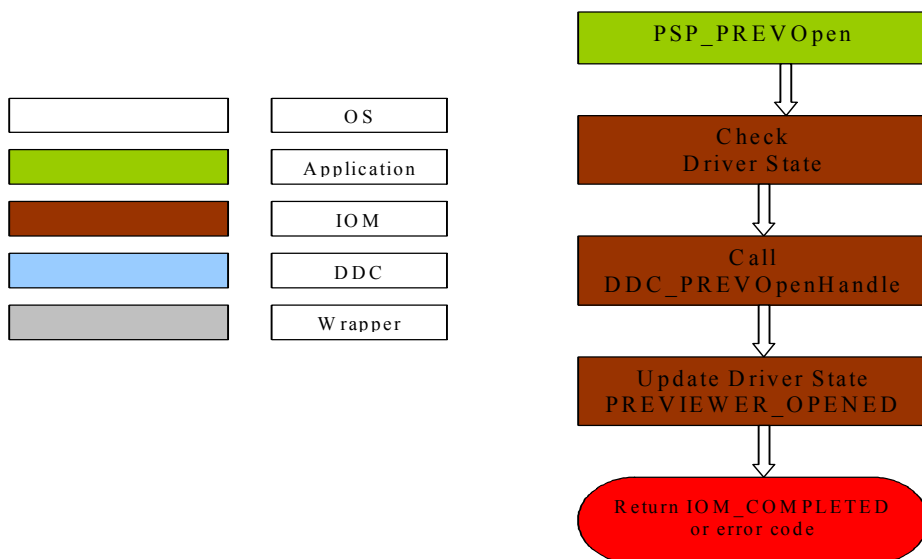 OS
Application
IOM
DDC
Wrapper
PSP_PREVOpen
Check
Driver State
Call
DDC_PREVOpenHandle
Update Driver State
PREVIEWER_OPENED
Return IOM_COMPLETED
or error code